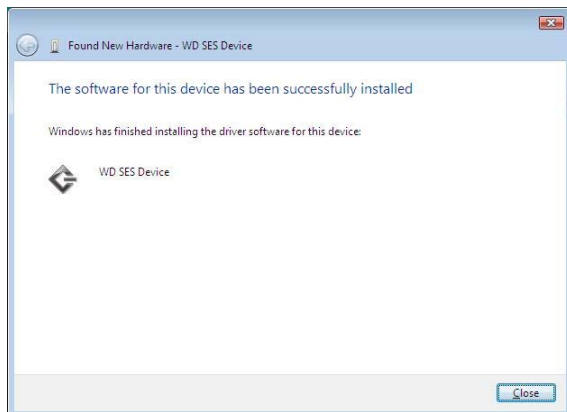 Found New Hardware - WD SES Device
The software for this device has been successfully installed
Windows has finished installing the driver software for this device:
WD SES Device
Close